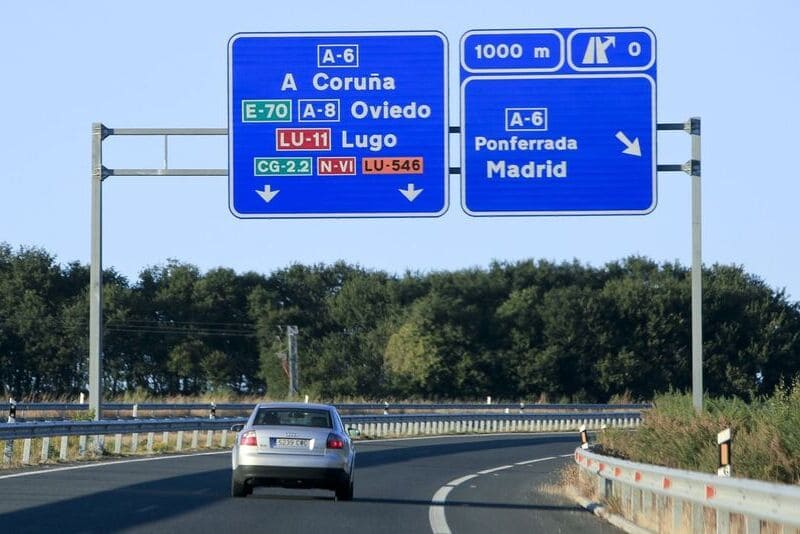 A-6
A Coruña
E-70 A-8 Oviedo
LU-11 Lugo
CG-2.2 N-VI LU-546
1000 m 0
A-6
Ponferrada
Madrid